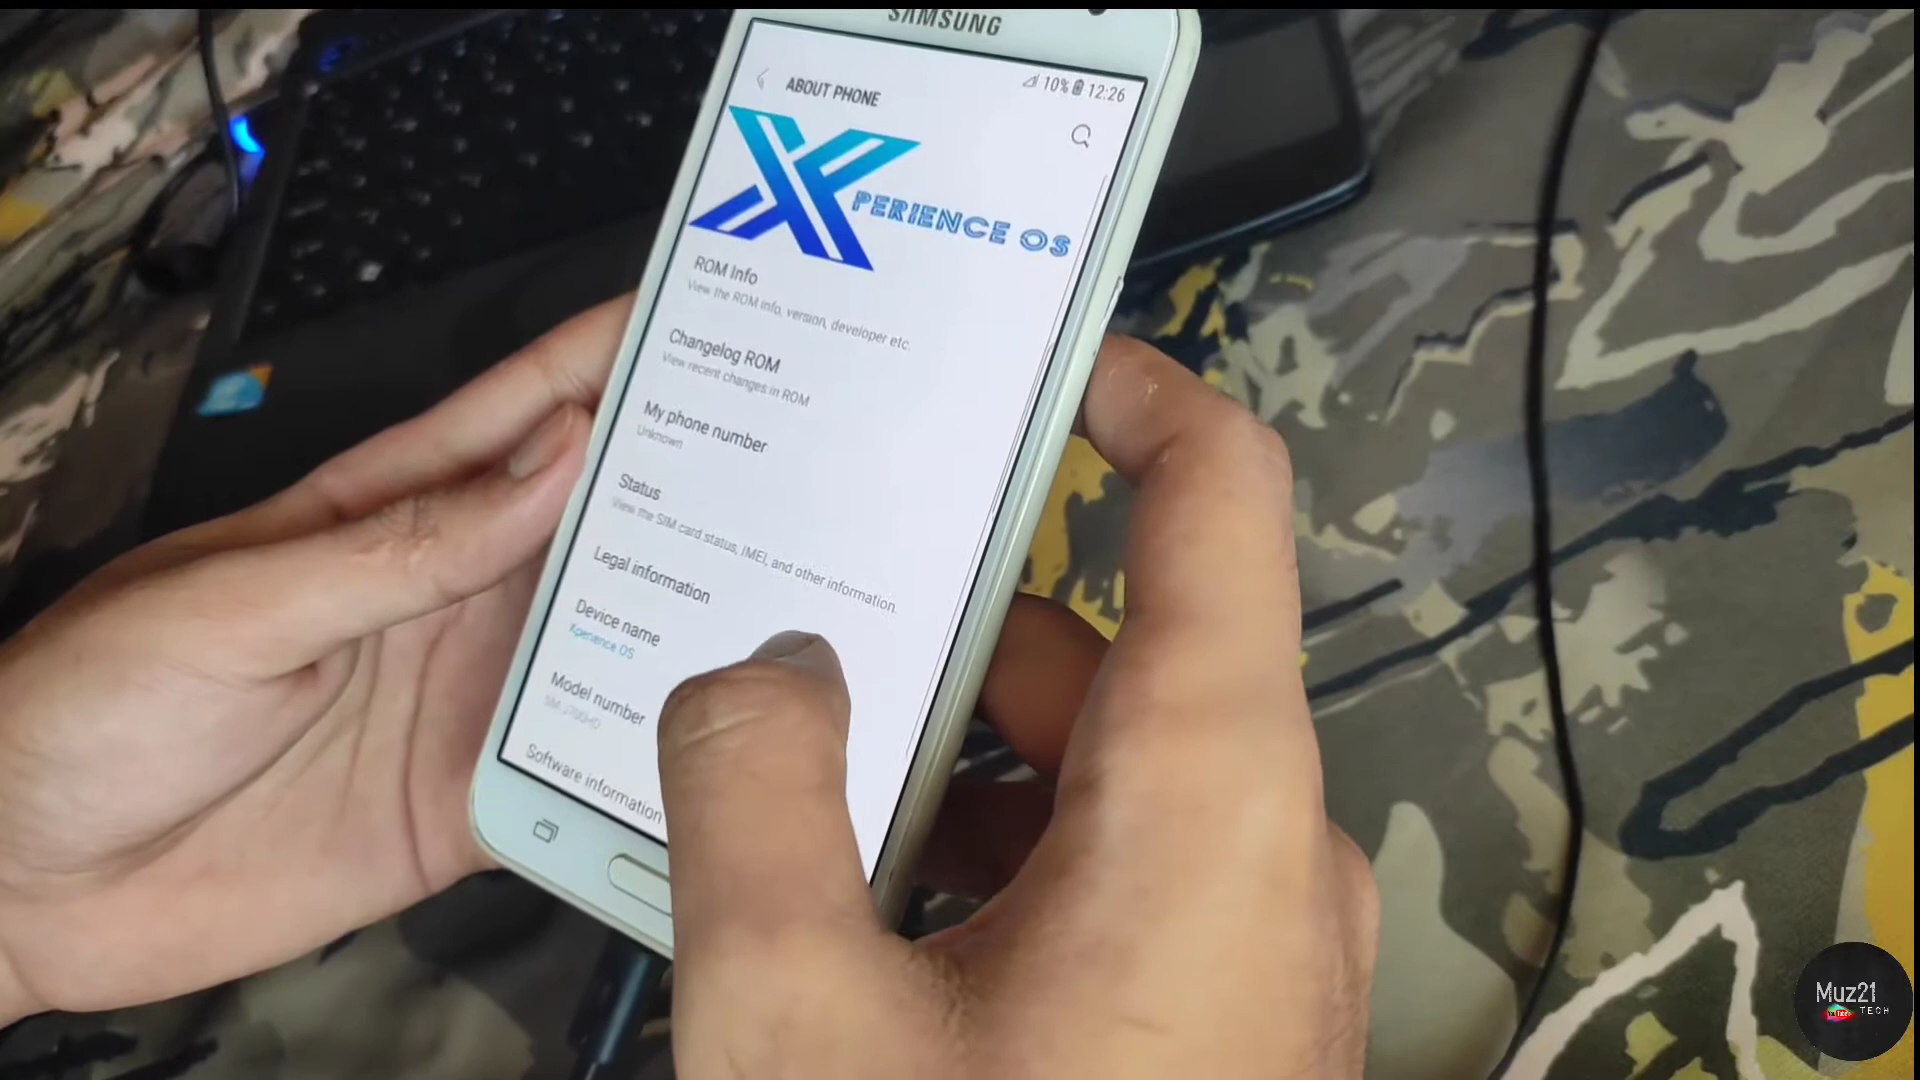 SAMSUNG
10% 12:26
ABOUT PHONE
XPERIENCE OS
ROM Info
View the ROM info, version, developer etc.
Changelog ROM
View recent changes in ROM
My phone number
Unknown
Status
View the SIM card status, IMEI, and other information.
Legal information
Device name
Xperience OS
Model number
Software information
Muz21
YouTube TECH